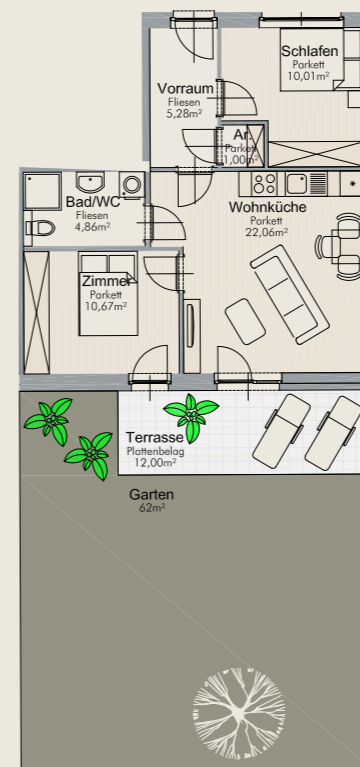 Schlafen
Parkett
10,01m²
Vorraum
Fliesen
5,28m²
Ar.
Parkett
1,00m²
Bad/WC
Fliesen
4,86m²
Wohnküche
Parkett
22,06m²
*
Zimmer
Parkett
10,67m²
Terrasse
Plattenbelag
12,00m²
Garten
62m²